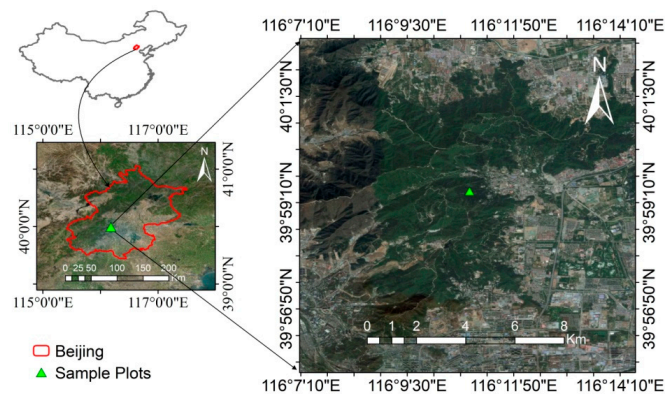 116°7'10"E 116°9'30"E 116°11'50"E 116°14'10"E
N
40°1'30"N
40°1'30"N
39°59'10"N
39°59'10"N
39°56'50"N
39°56'50"N
0 1 2 4 6 8
Km
116°7'10"E 116°9'30"E 116°11'50"E 116°14'10"E
115°0'0"E 117°0'0"E
N
41°0'0"N
40°0'0"N
39°0'0"N
0 25 50 100 150 200
Km
115°0'0"E 117°0'0"E
Beijing
Sample Plots